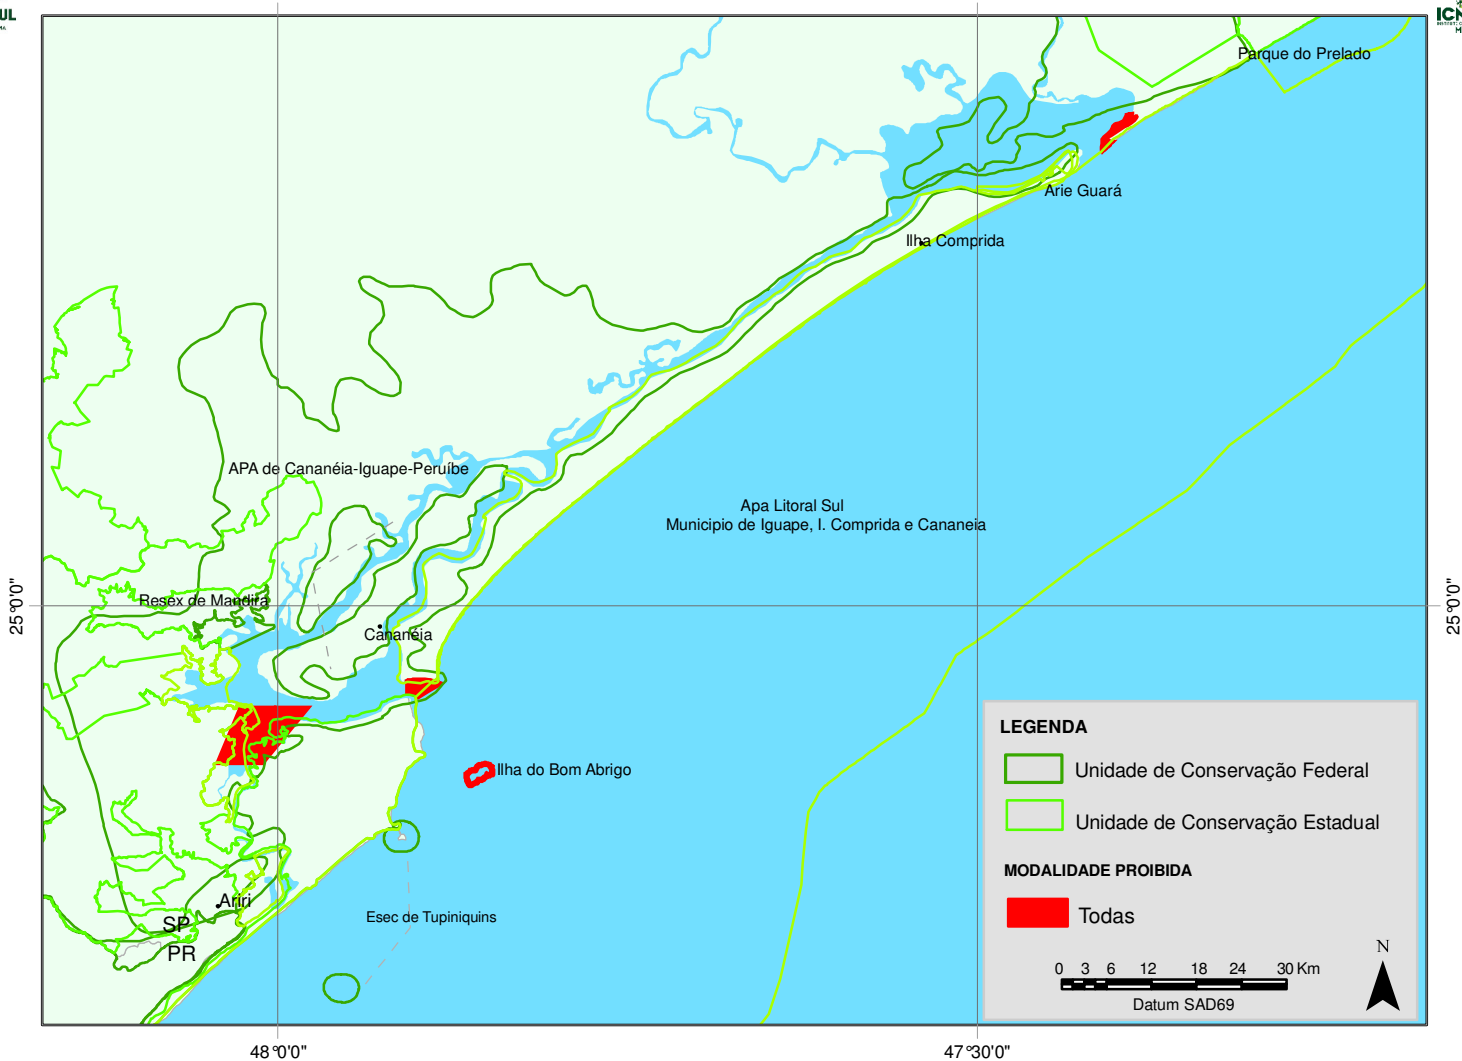 UL
ICM
Parque do Prelado
Arie Guará
Ilha Comprida
APA de Cananéia-Iguape-Peruíbe
Apa Litoral Sul
Municipio de Iguape, I. Comprida e Cananeia
Resex de Mandira
Cananéia
25°0'0"
25°0'0"
Ilha do Bom Abrigo
Ariri
SP
PR
Esec de Tupiniquins
LEGENDA
Unidade de Conservação Federal
Unidade de Conservação Estadual
MODALIDADE PROIBIDA
Todas
N
0 3 6 12 18 24 30 Km
Datum SAD69
48°0'0"
47°30'0"